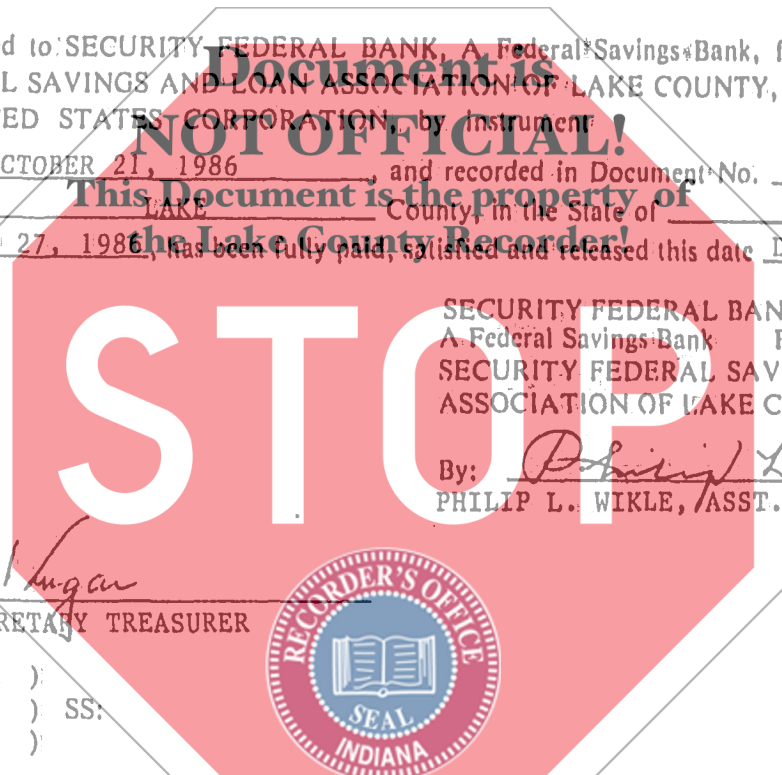 d to SECURITY FEDERAL BANK, A Federal Savings Bank, f
Document is
L SAVINGS AND LOAN ASSOCIATION OF LAKE COUNTY,
ED STATES CORPORATION, by instrument
NOT OFFICIAL!
CTOBER 21, 1986, and recorded in Document No.
This Document is the property of
LAKE County, in the State of
the Lake County Recorder!
27, 1986, has been fully paid, satisfied and released this date D
SECURITY FEDERAL BAN
A Federal Savings Bank F
SECURITY FEDERAL SAV
ASSOCIATION OF LAKE C
STOP
By: Philip L
PHILIP L. WIKLE, ASST.
RETARY TREASURER
)
) SS:
)
RECORDER'S OFFICE
SEAL
INDIANA